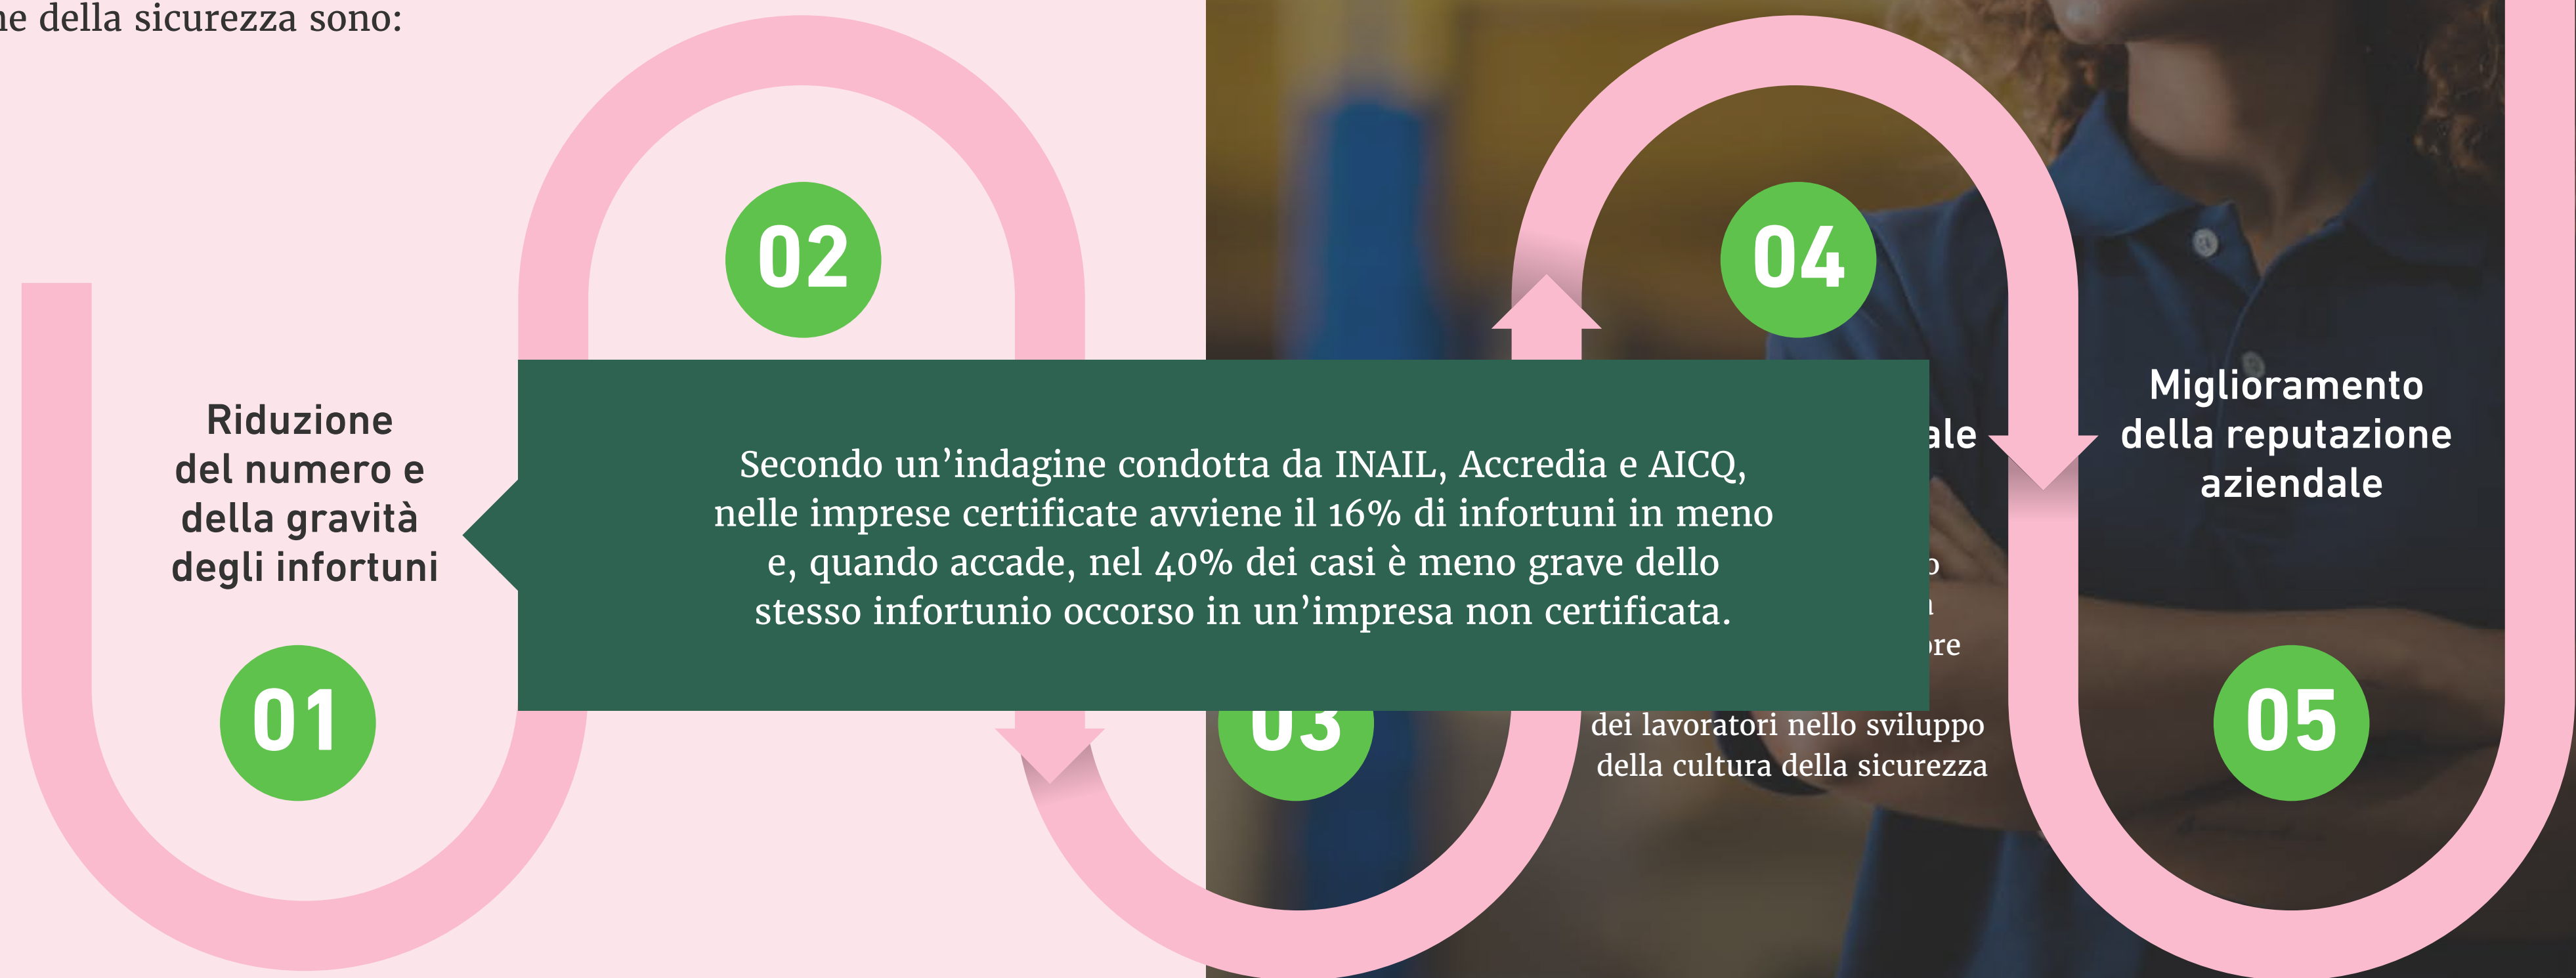 della sicurezza sono:
02
04
Riduzione
del numero e
della gravità
degli infortuni
01
Secondo un’indagine condotta da INAIL, Accredia e AICQ,
nelle imprese certificate avviene il 16% di infortuni in meno
e, quando accade, nel 40% dei casi è meno grave dello
stesso infortunio occorso in un’impresa non certificata.
03
dei lavoratori nello sviluppo
della cultura della sicurezza
Miglioramento
della reputazione
aziendale
05